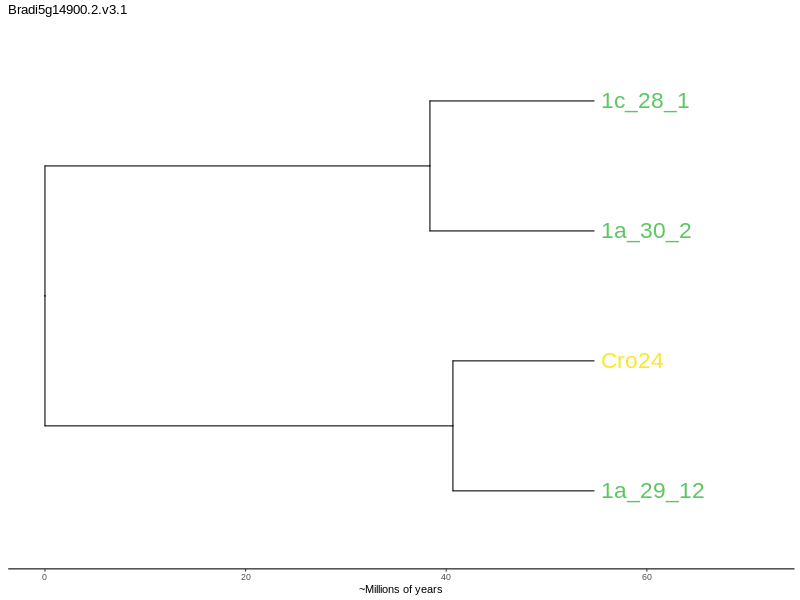 Bradi5g14900.2.v3.1
1c_28_1
1a_30_2
Cro24
1a_29_12
0 20 40 60
~Millions of years